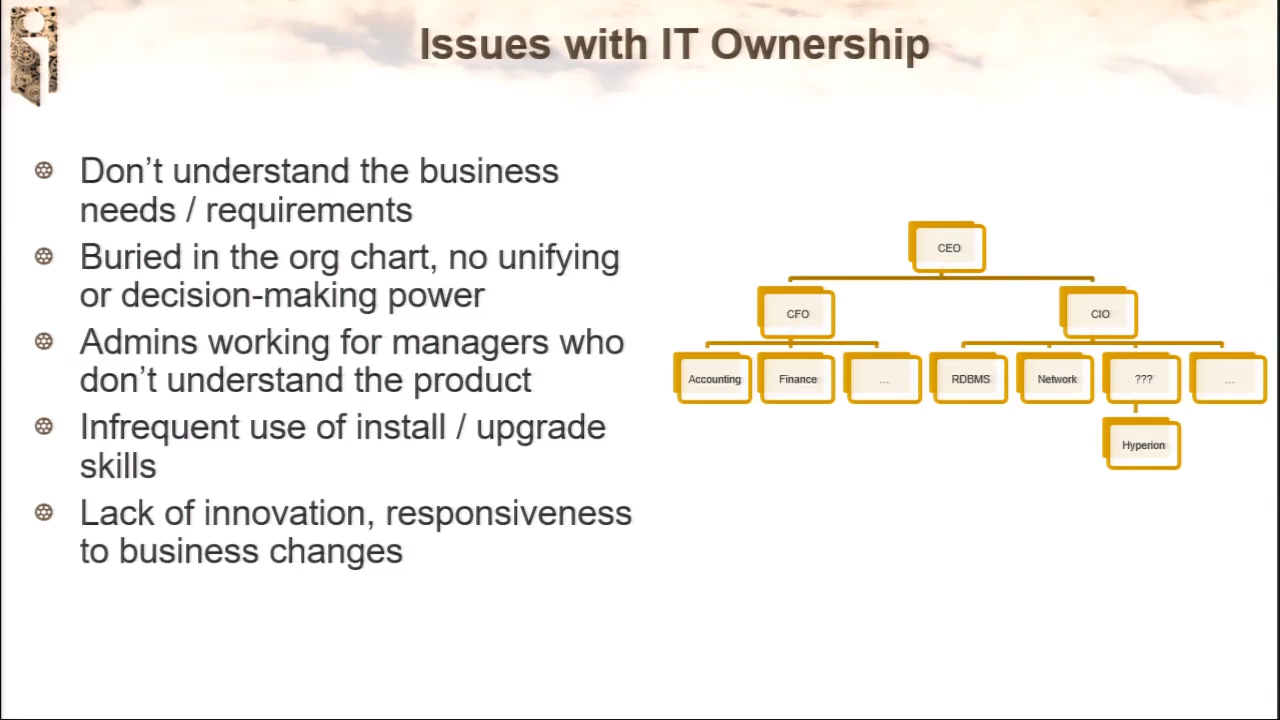 Issues with IT Ownership
Don't understand the business
needs / requirements
Buried in the org chart, no unifying
or decision-making power
Admins working for managers who
don't understand the product
Infrequent use of install / upgrade
skills
Lack of innovation, responsiveness
to business changes
CEO
CFO
CIO
Accounting
Finance
...
RDBMS
Network
???
...
Hyperion